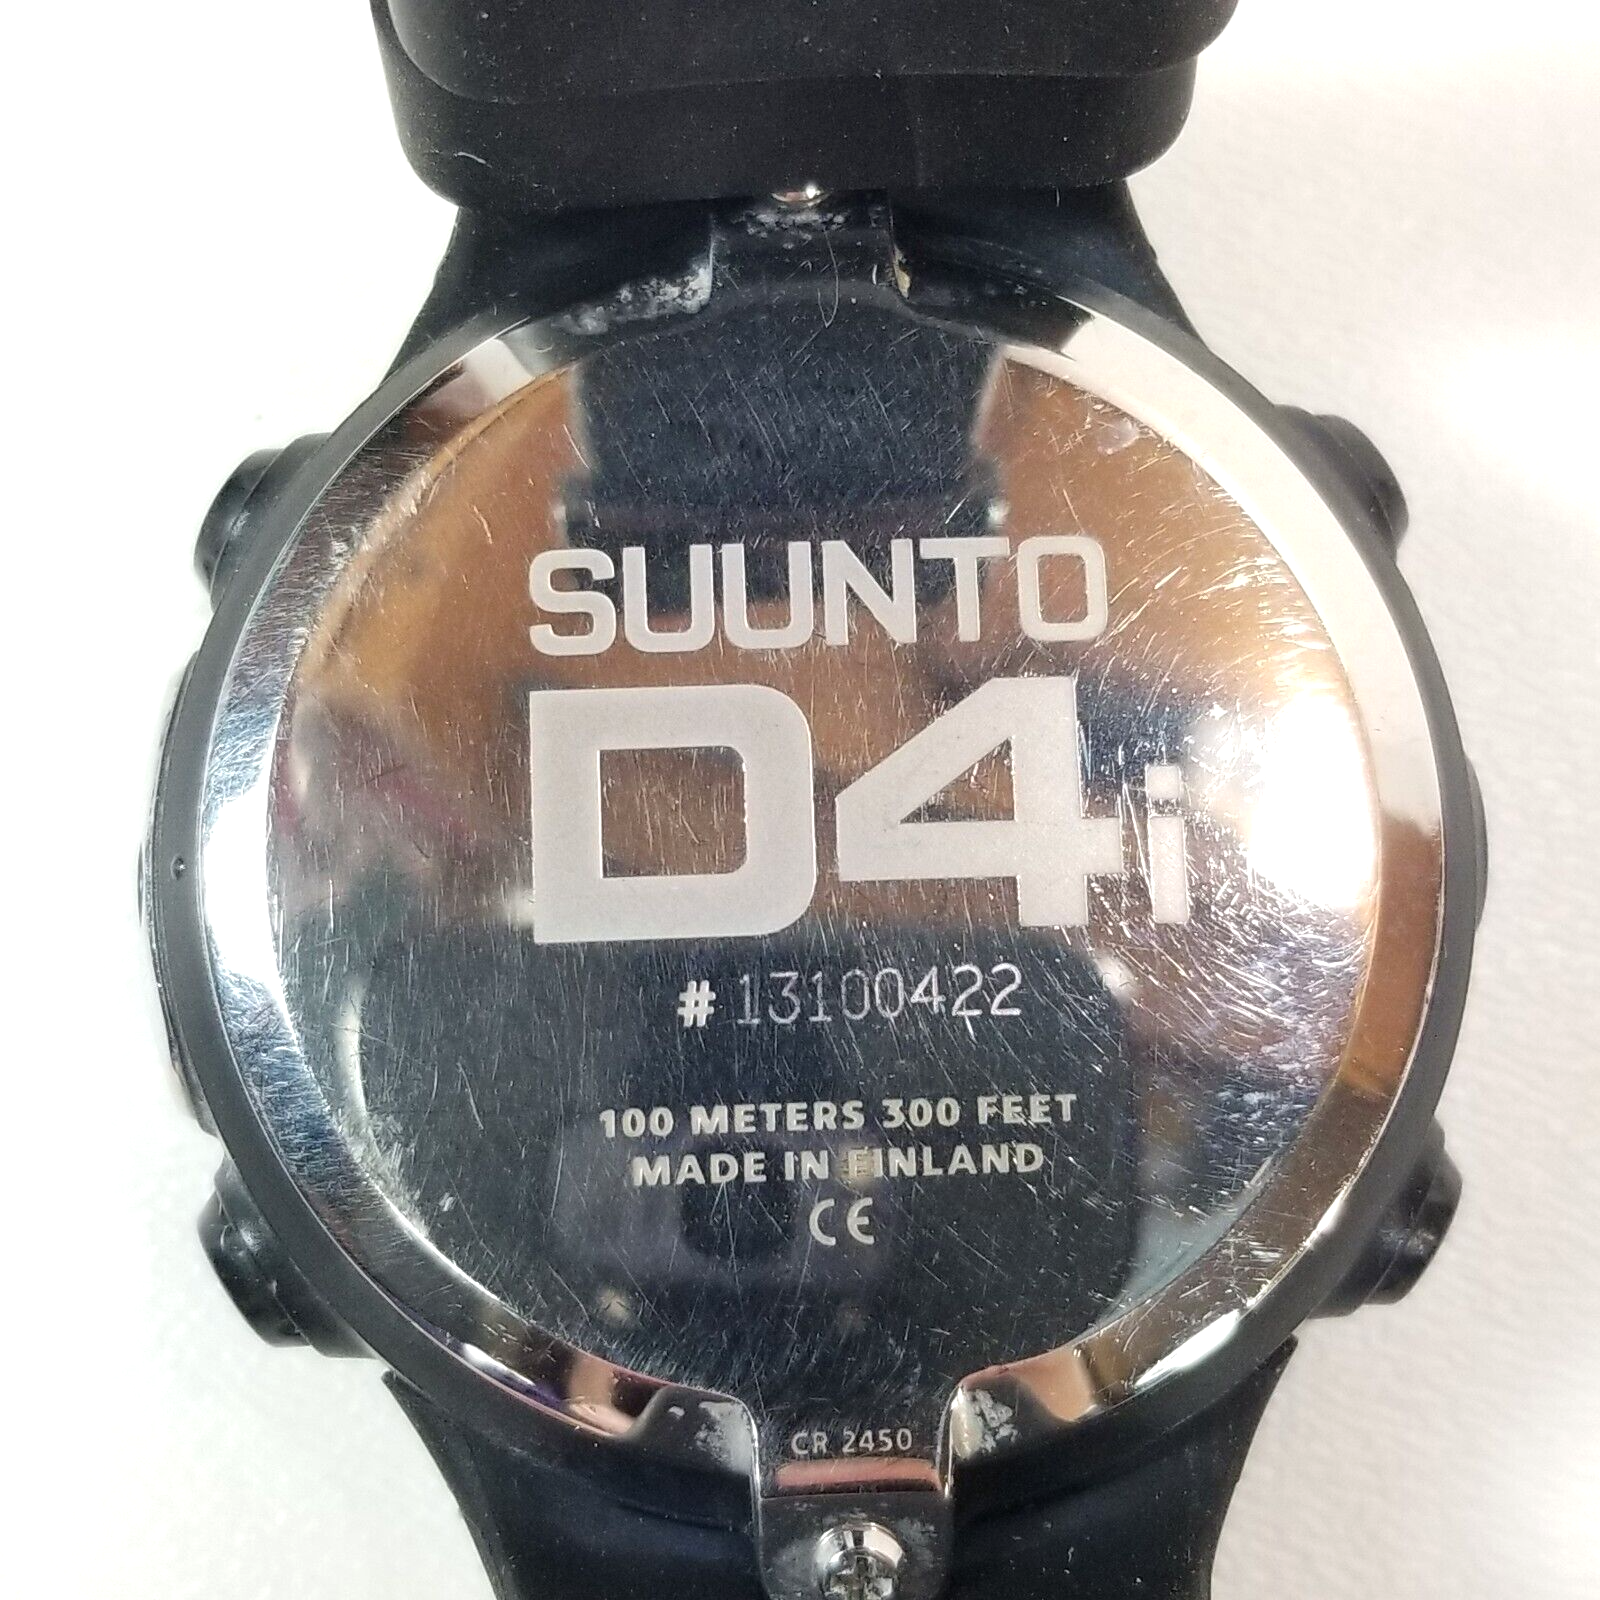 SUUNTO
D4i
# 13100422
100 METERS 300 FEET
MADE IN FINLAND
CE
CR 2450